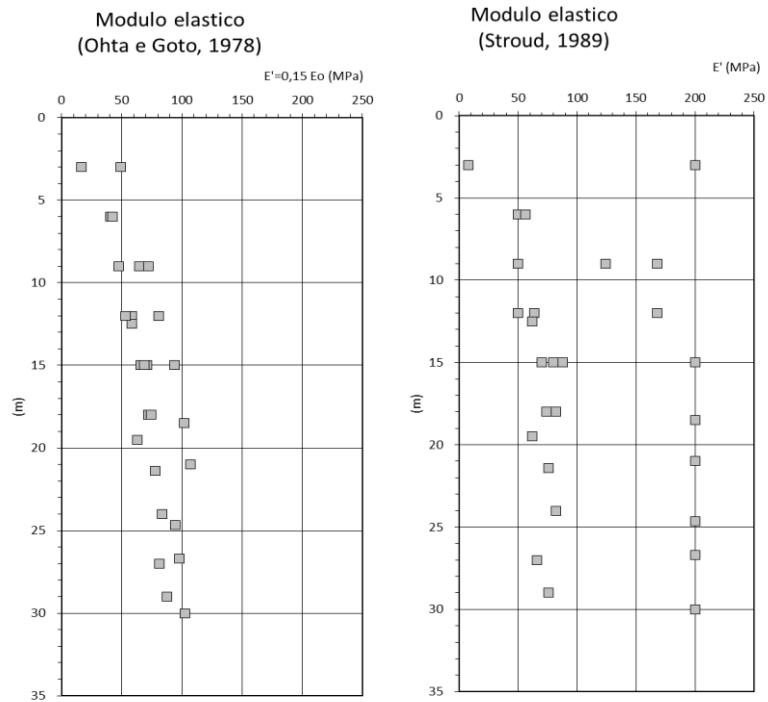 Modulo elastico
(Ohta e Goto, 1978)
E'=0,15 Eo (MPa)
0 50 100 150 200 250
0
5
10
15
20
25
30
35
(m)
Modulo elastico
(Stroud, 1989)
E' (MPa)
0 50 100 150 200 250
0
5
10
15
20
25
30
35
(m)